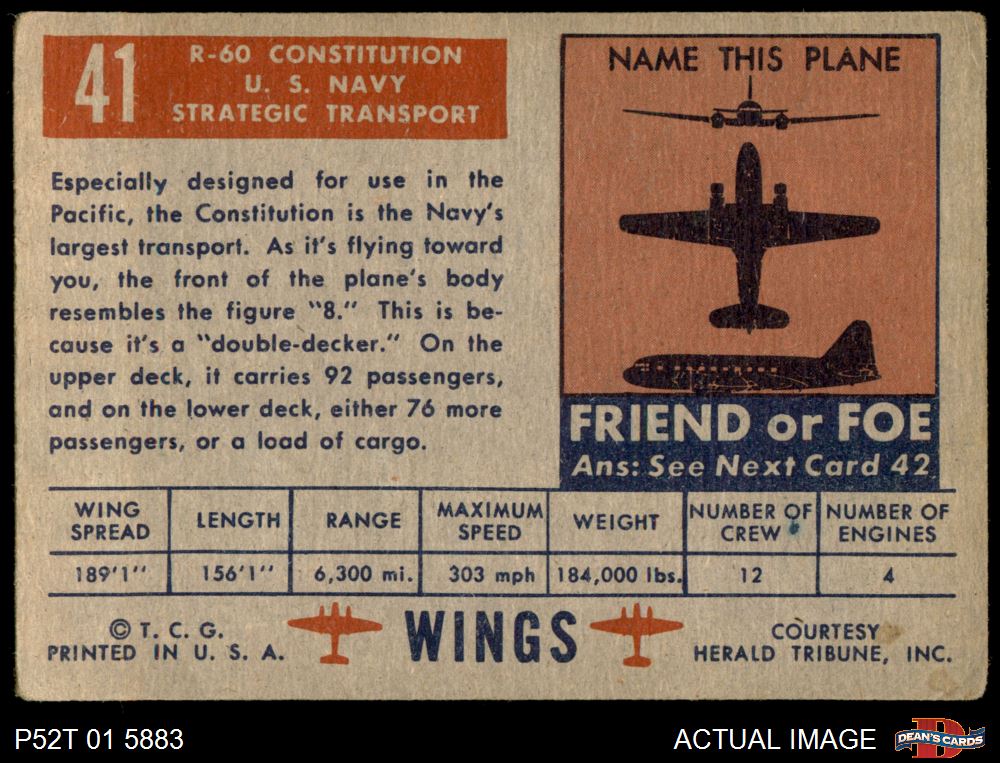 41
R-60 CONSTITUTION
U. S. NAVY
STRATEGIC TRANSPORT
Especially designed for use in the
Pacific, the Constitution is the Navy's
largest transport. As it's flying toward
you, the front of the plane's body
resembles the figure "8." This is be-
cause it's a "double-decker." On the
upper deck, it carries 92 passengers,
and on the lower deck, either 76 more
passengers, or a load of cargo.
NAME THIS PLANE
FRIEND or FOE
Ans: See Next Card 42
WING SPREAD LENGTH RANGE MAXIMUM SPEED WEIGHT NUMBER OF CREW NUMBER OF ENGINES
189'1" 156'1" 6,300 mi. 303 mph 184,000 lbs. 12 4
© T. C. G.
PRINTED IN U. S. A.
WINGS
COURTESY
HERALD TRIBUNE, INC.
P52T 01 5883
ACTUAL IMAGE
D
DEAN'S CARDS